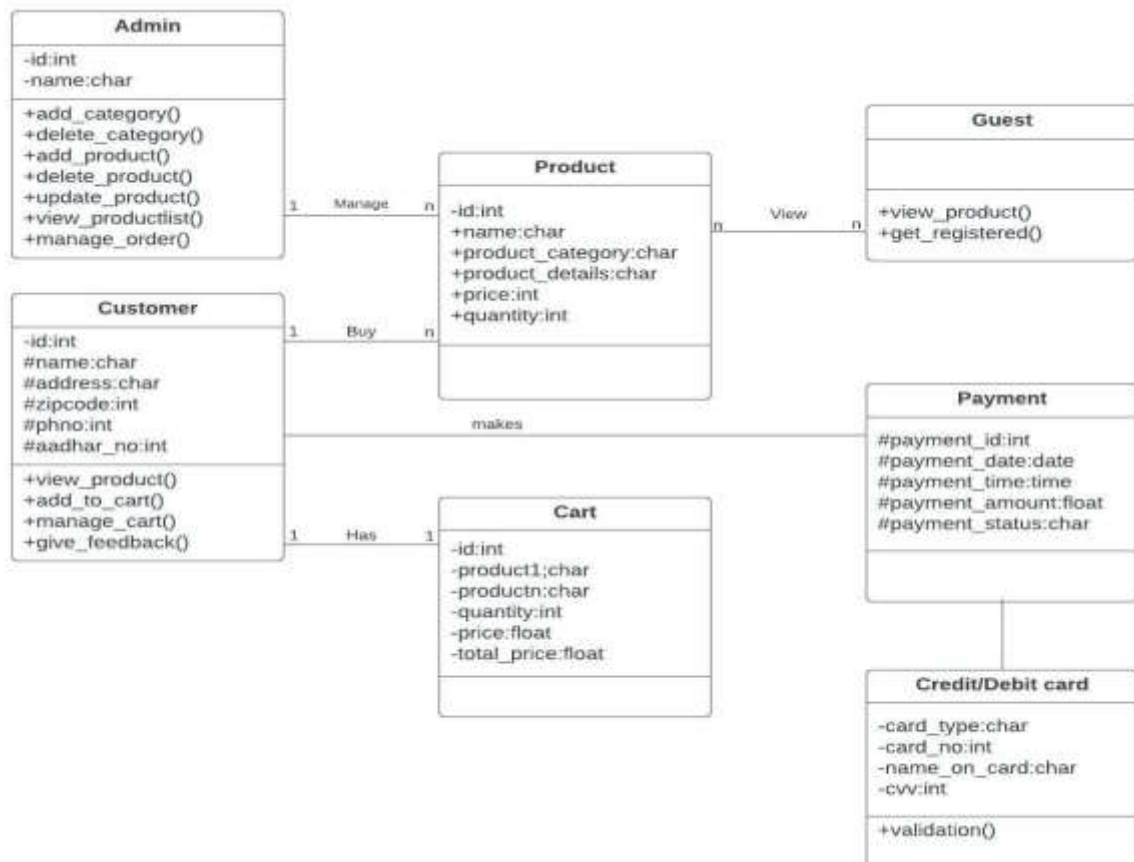 Admin
-id:int
-name:char
+add_category()
+delete_category()
+add_product()
+delete_product()
+update_product()
+view_productlist()
+manage_order()
1 Manage n
Product
-id:int
+name:char
+product_category:char
+product_details:char
+price:int
+quantity:int
n View n
Guest
+view_product()
+get_registered()
Customer
-id:int
#name:char
#address:char
#zipcode:int
#phno:int
#aadhar_no:int
+view_product()
+add_to_cart()
+manage_cart()
+give_feedback()
1 Buy n
makes
Payment
#payment_id:int
#payment_date:date
#payment_time:time
#payment_amount:float
#payment_status:char
1 Has 1
Cart
-id:int
-product1;char
-productn:char
-quantity:int
-price:float
-total_price:float
Credit/Debit card
-card_type:char
-card_no:int
-name_on_card:char
-cvv:int
+validation()